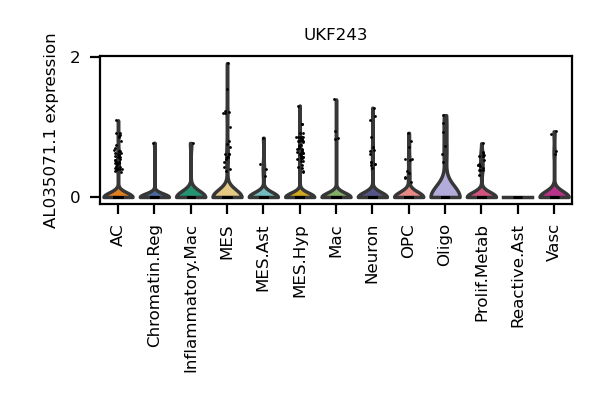 UKF243
AL035071.1 expression
2
0
AC
Chromatin.Reg
Inflammatory.Mac
MES
MES.Ast
MES.Hyp
Mac
Neuron
OPC
Oligo
Prolif.Metab
Reactive.Ast
Vasc